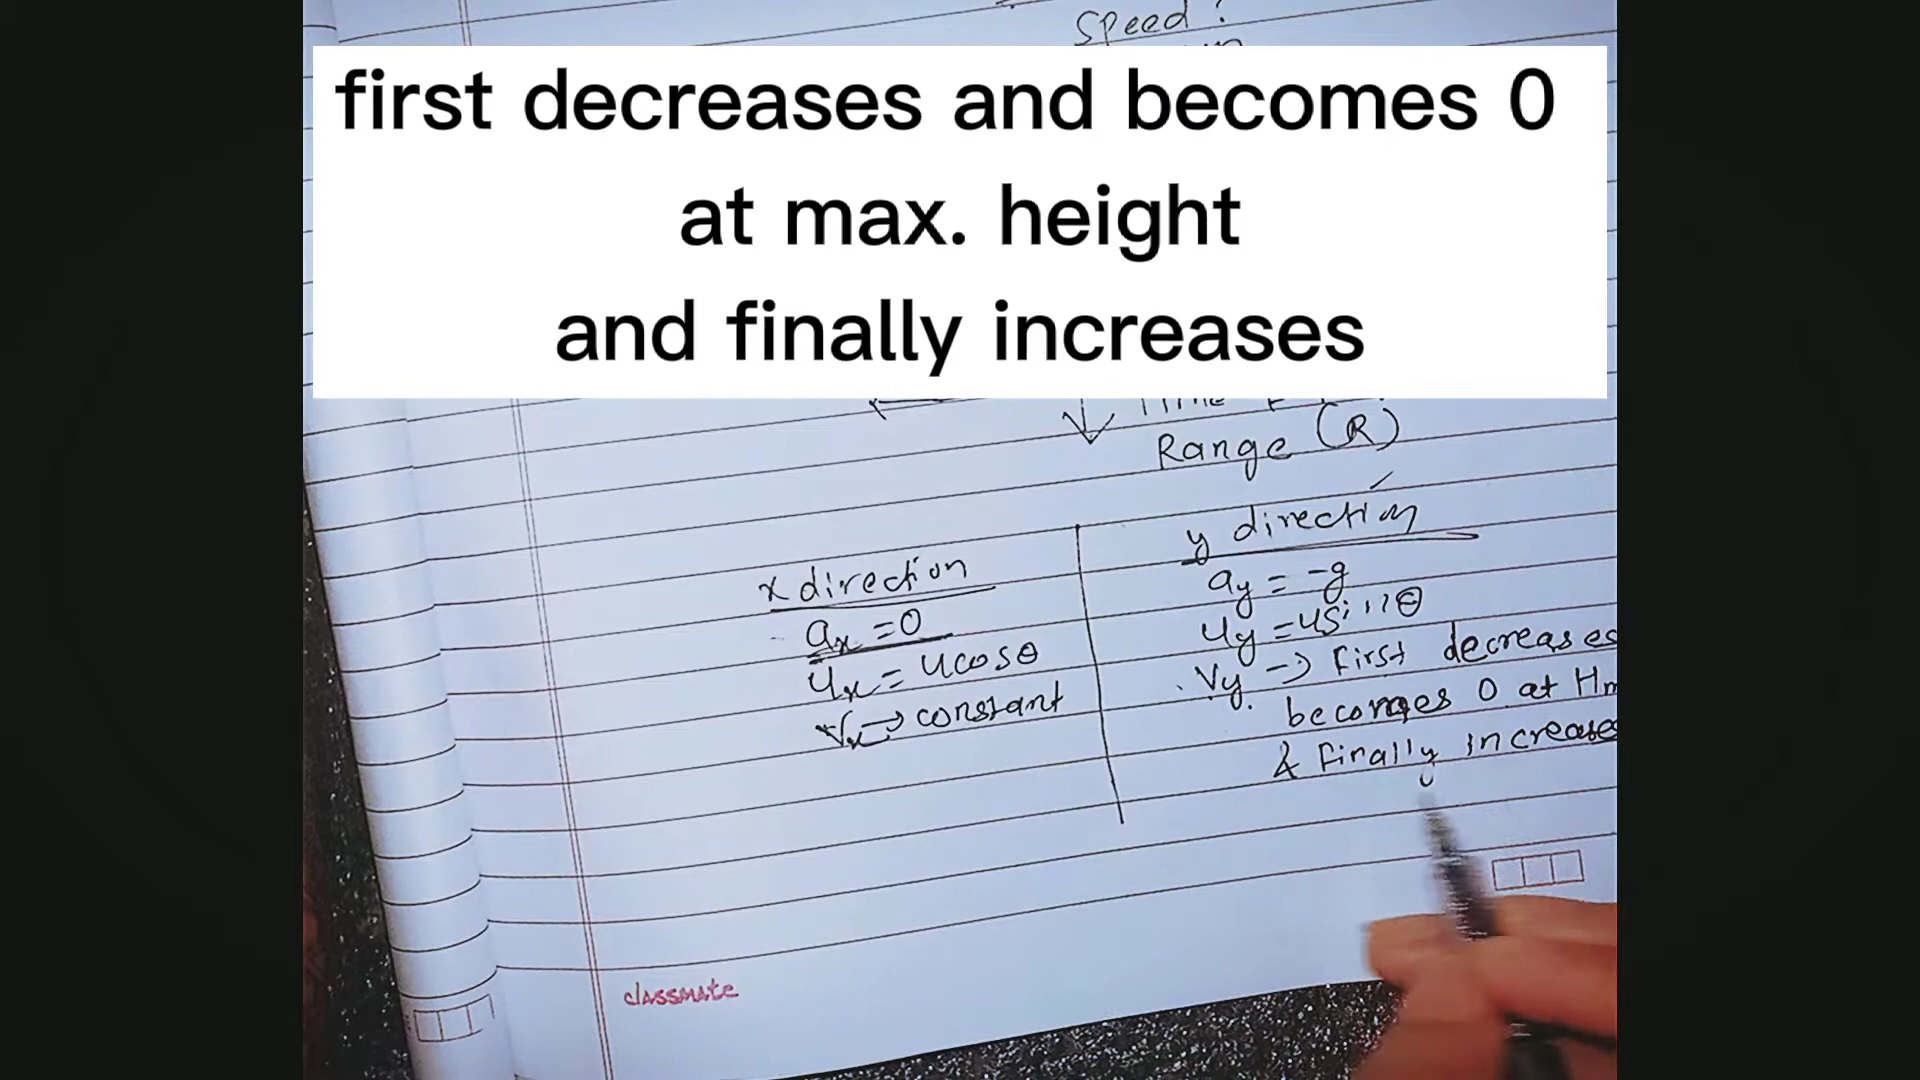 Speed?
first decreases and becomes 0
at max. height
and finally increases
Range (R)
x direction
ax = 0
ux = ucosθ
Vx → constant
y direction
ay = -g
uy = usinθ
Vy → First decreases
becomes 0 at Hm
& Finally increases
classmate